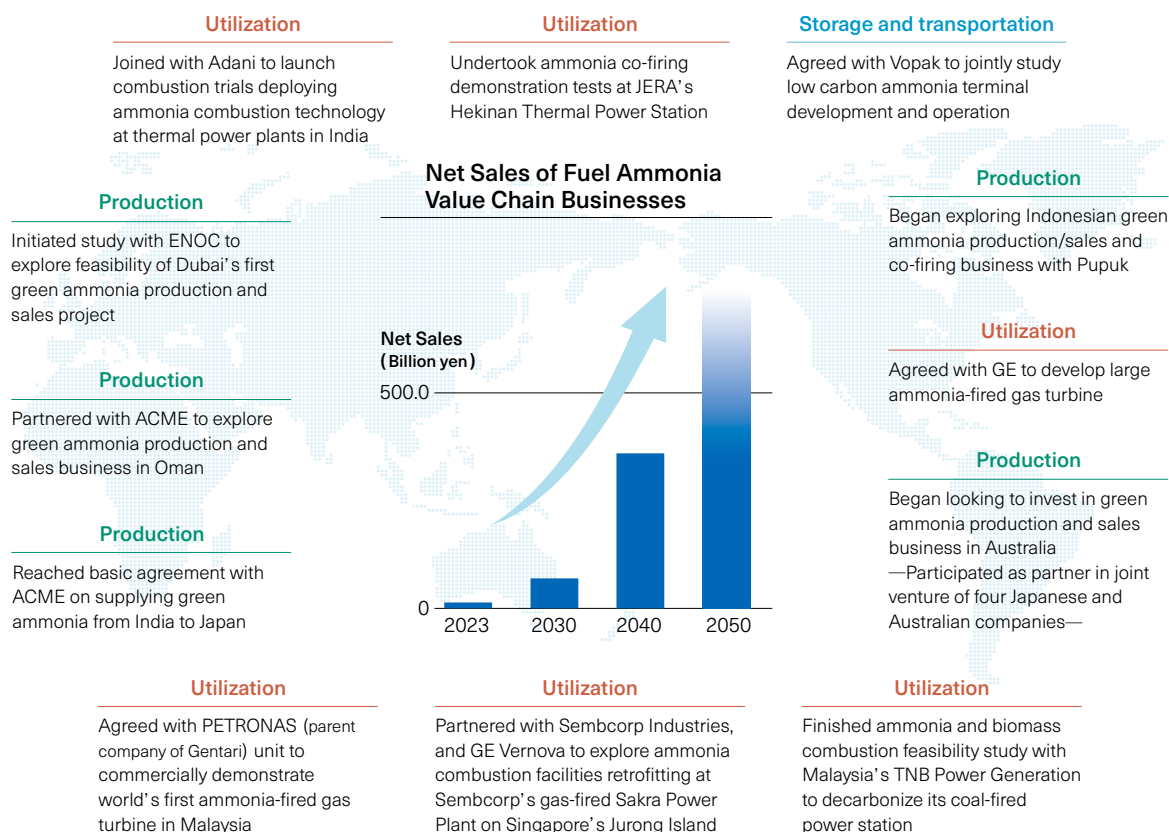 Utilization
Joined with Adani to launch
combustion trials deploying
ammonia combustion technology
at thermal power plants in India
Utilization
Undertook ammonia co-firing
demonstration tests at JERA’s
Hekinan Thermal Power Station
Storage and transportation
Agreed with Vopak to jointly study
low carbon ammonia terminal
development and operation
Production
Initiated study with ENOC to
explore feasibility of Dubai’s first
green ammonia production and
sales project
Production
Partnered with ACME to explore
green ammonia production and
sales business in Oman
Production
Reached basic agreement with
ACME on supplying green
ammonia from India to Japan
Net Sales of Fuel Ammonia
Value Chain Businesses
Net Sales
(Billion yen)
500.0
0
2023
2030
2040
2050
Production
Began exploring Indonesian green
ammonia production/sales and
co-firing business with Pupuk
Utilization
Agreed with GE to develop large
ammonia-fired gas turbine
Production
Began looking to invest in green
ammonia production and sales
business in Australia
—Participated as partner in joint
venture of four Japanese and
Australian companies—
Utilization
Agreed with PETRONAS (parent
company of Gentari) unit to
commercially demonstrate
world’s first ammonia-fired gas
turbine in Malaysia
Utilization
Partnered with Sembcorp Industries,
and GE Vernova to explore ammonia
combustion facilities retrofitting at
Sembcorp’s gas-fired Sakra Power
Plant on Singapore’s Jurong Island
Utilization
Finished ammonia and biomass
combustion feasibility study with
Malaysia’s TNB Power Generation
to decarbonize its coal-fired
power station